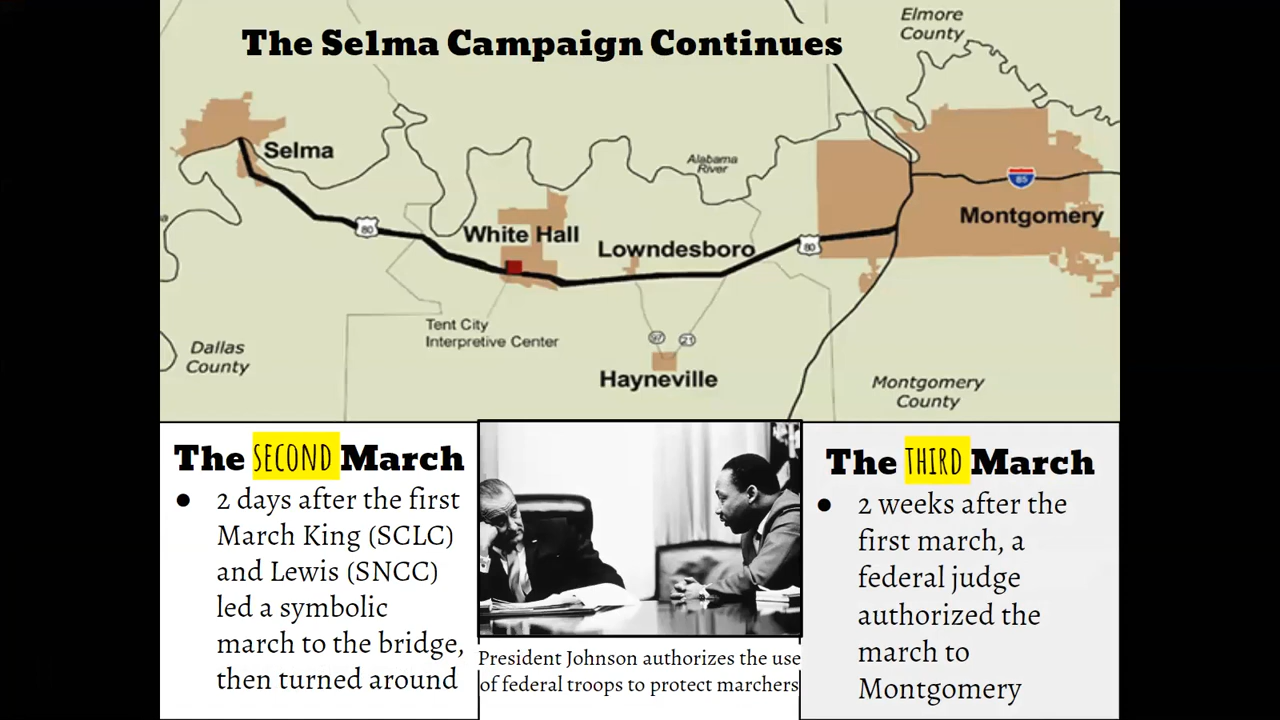 The Selma Campaign Continues
Elmore
County
Selma
Alabama
River
85
Montgomery
80
White Hall
Lowndesboro
80
Tent City
Interpretive Center
97
21
Dallas
County
Hayneville
Montgomery
County
The SECOND March
● 2 days after the first
March King (SCLC)
and Lewis (SNCC)
led a symbolic
march to the bridge,
then turned around
President Johnson authorizes the use
of federal troops to protect marchers
The THIRD March
● 2 weeks after the
first march, a
federal judge
authorized the
march to
Montgomery